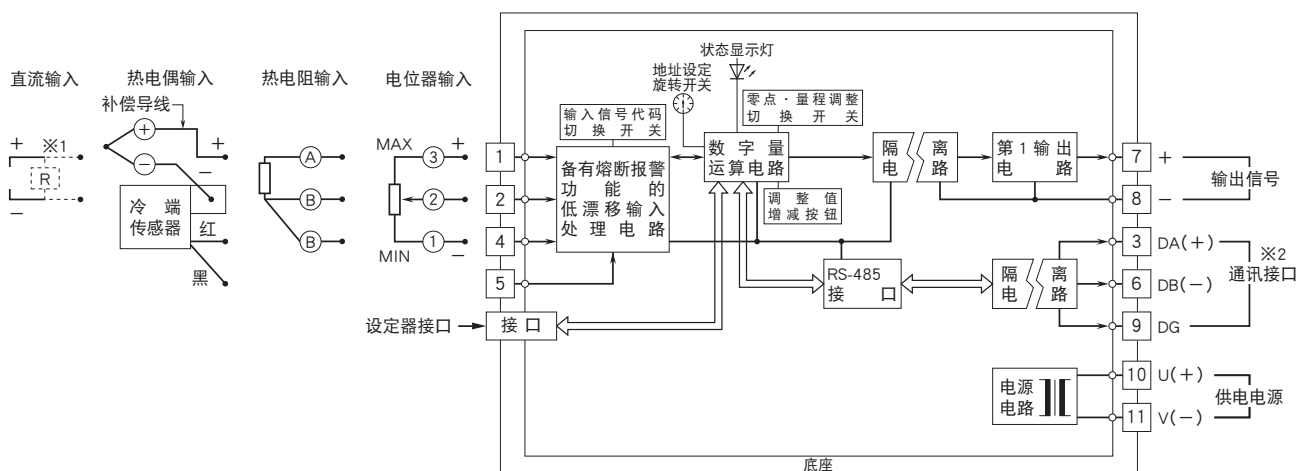 状态显示灯
直流输入
热电偶输入
热电阻输入
电位器输入
地址设定
旋转开关
补偿导线
输入信号代码
切换开关
零点・量程调整
切换开关
+
※1
R
−
+
−
+
−
冷端
传感器
红
黑
A
B
B
MAX
3
+
2
1
−
MIN
1
2
4
5
备有熔断报警
功能的
低漂移输入
处理电路
数字量
运算电路
调整值
增减按钮
隔离
电路
第1输出
电路
7
+
8
−
输出信号
RS-485
接口
隔离
电路
3
DA(+)
6
DB(−)
9
DG
※2
通讯接口
设定器接口
接口
电源
电路
10
U(+)
11
V(−)
供电电源
底座